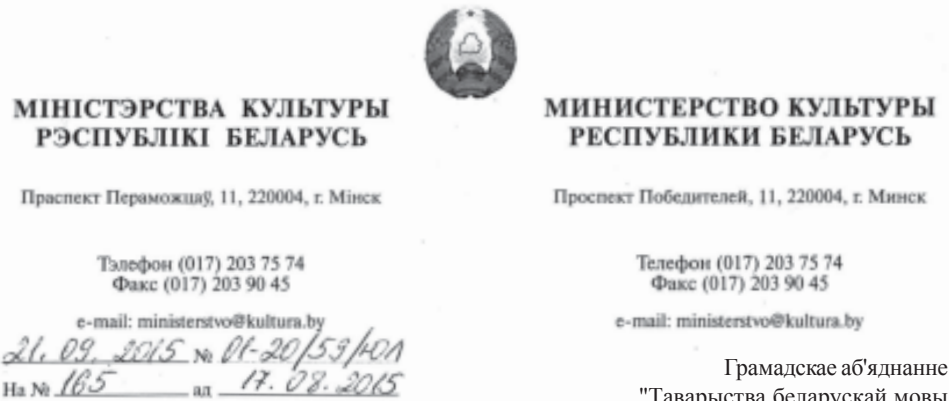 МІНІСТЭРСТВА КУЛЬТУРЫ
РЭСПУБЛІКІ БЕЛАРУСЬ
Праспект Пераможцаў, 11, 220004, г. Мінск
Тэлефон (017) 203 75 74
Факс (017) 203 90 45
e-mail: ministerstvo@kultura.by
21. 09. 2015 № 01-20/59/юл
На № 165 ад 17. 08. 2015
МИНИСТЕРСТВО КУЛЬТУРЫ
РЕСПУБЛИКИ БЕЛАРУСЬ
Проспект Победителей, 11, 220004, г. Минск
Телефон (017) 203 75 74
Факс (017) 203 90 45
e-mail: ministerstvo@kultura.by
Грамадскае аб'яднанне
"Таварыства беларускай мовы